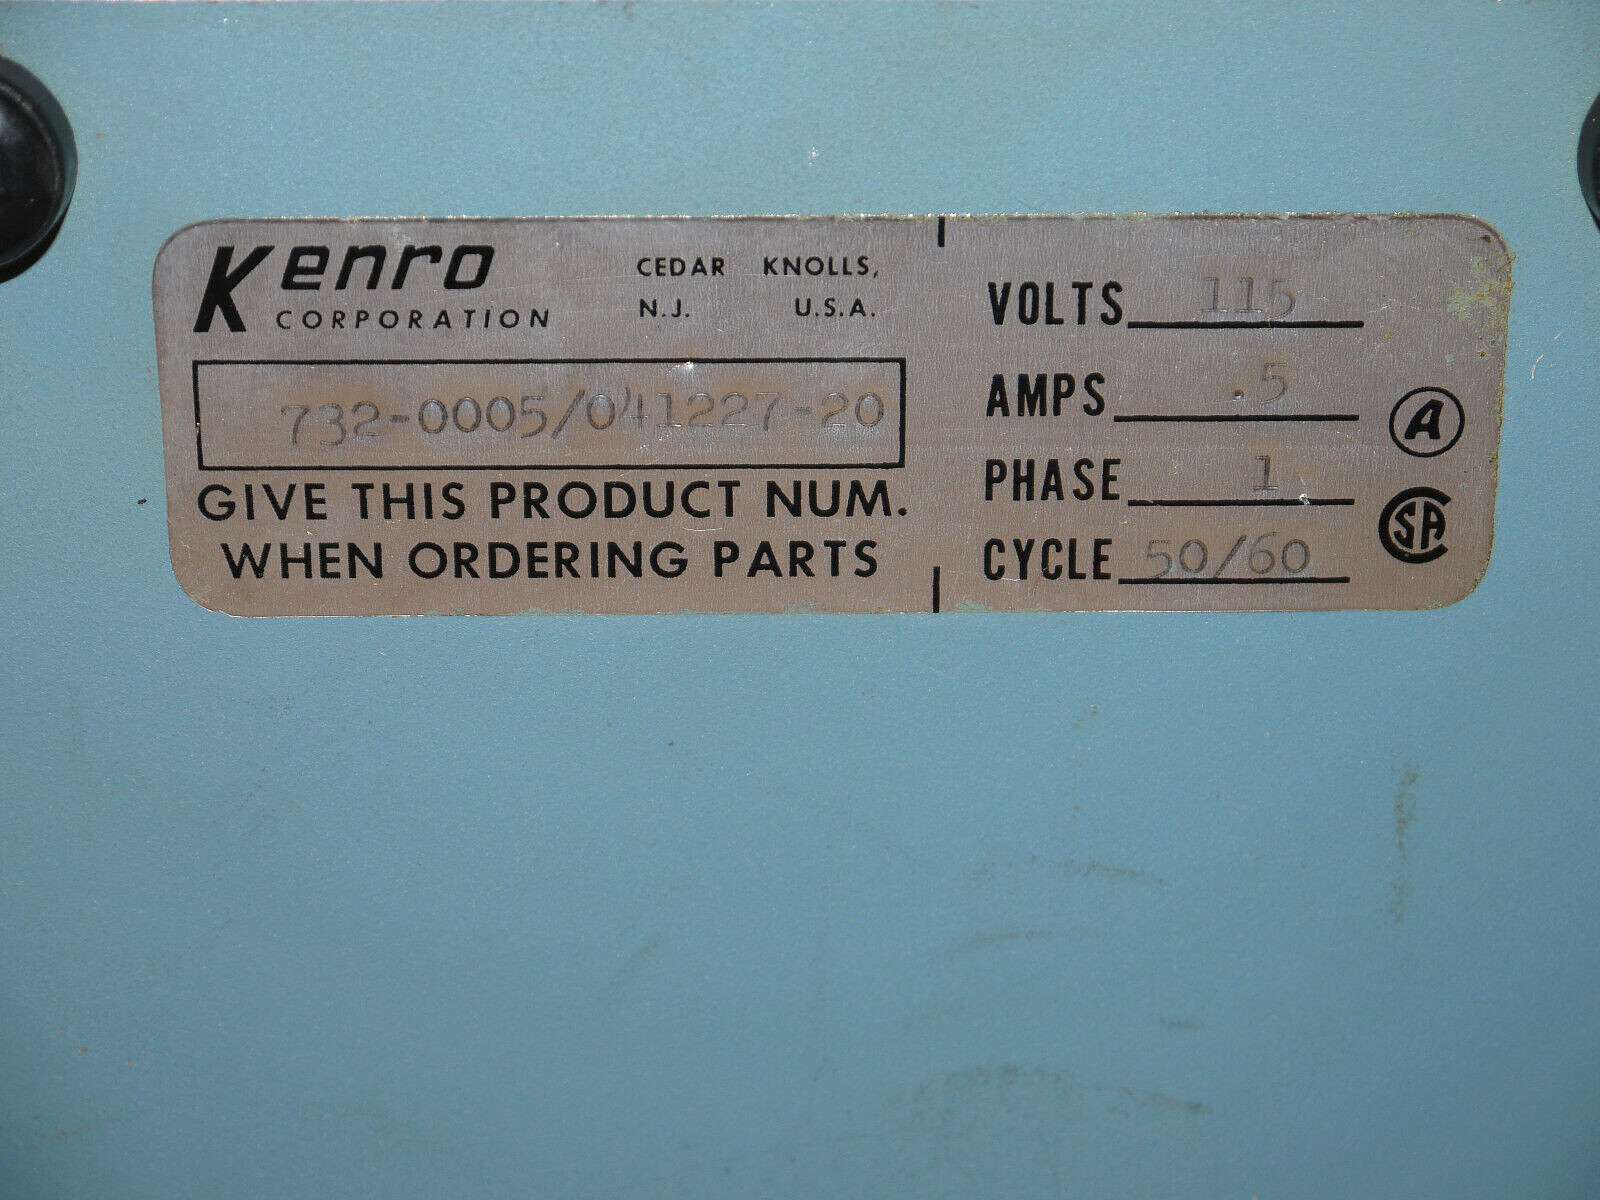 Kenro
CORPORATION
CEDAR KNOLLS,
N.J. U.S.A.
732-0005/041227-20
GIVE THIS PRODUCT NUM.
WHEN ORDERING PARTS
VOLTS 115
AMPS .5
PHASE 1
CYCLE 50/60
A
CSA